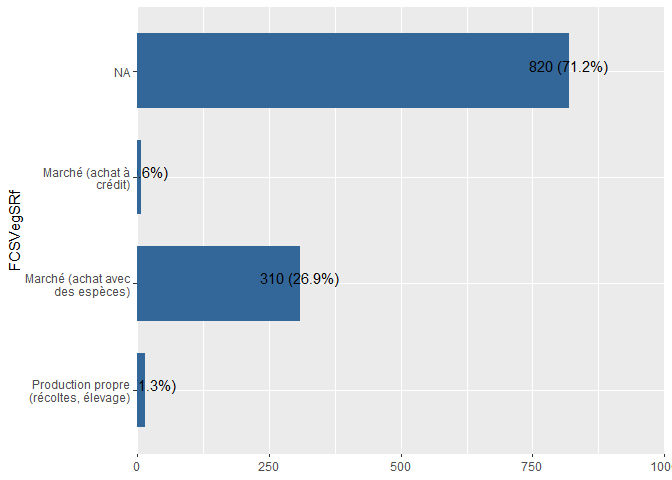 FCSVegSRf
NA
820 (71.2%)
Marché (achat à
crédit)
6%)
Marché (achat avec
des espèces)
310 (26.9%)
Production propre
(récoltes, élevage)
1.3%)
0
250
500
750
100